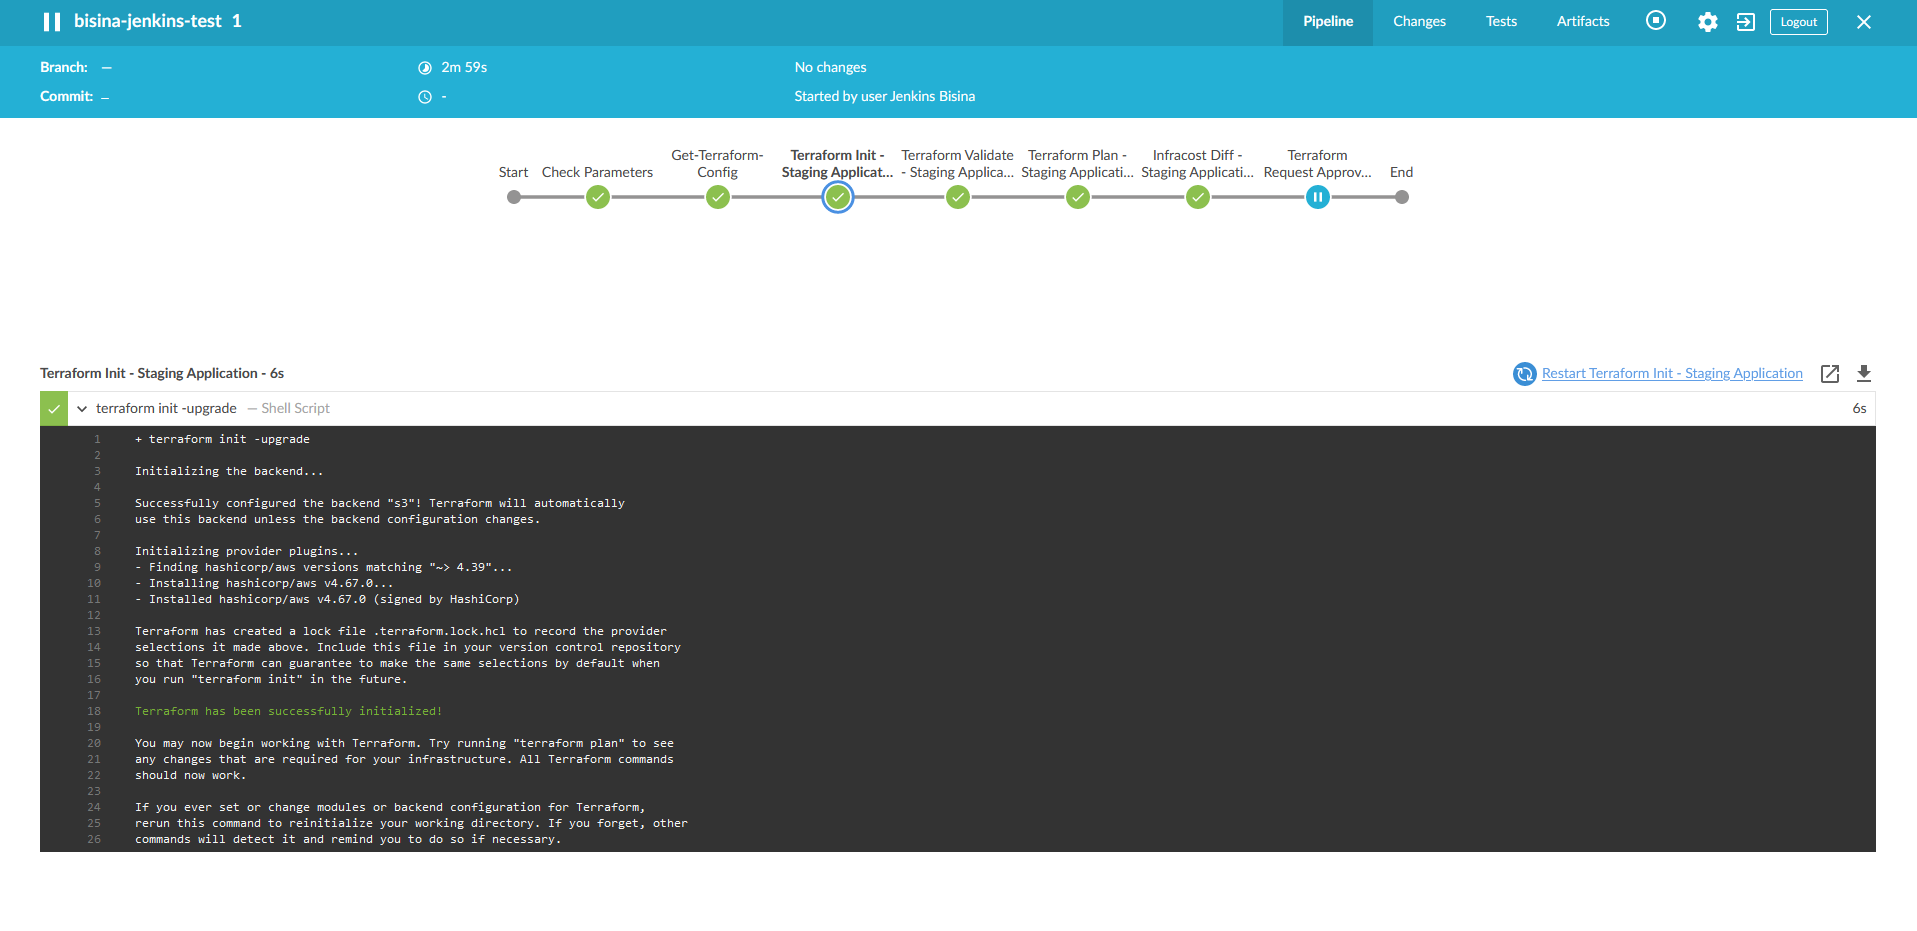 bisina-jenkins-test 1
Pipeline Changes Tests Artifacts Logout
Branch: — 2m 59s No changes
Commit: — - Started by user Jenkins Bisina
Start
Check Parameters
Get-Terraform-
Config
Terraform Init -
Staging Applicat...
Terraform Validate
- Staging Applica...
Terraform Plan -
Staging Applicati...
Infracost Diff -
Staging Applicati...
Terraform
Request Approv...
End
Terraform Init - Staging Application - 6s
Restart Terraform Init - Staging Application
terraform init -upgrade — Shell Script 6s
1 + terraform init -upgrade
2
3 Initializing the backend...
4
5 Successfully configured the backend "s3"! Terraform will automatically
6 use this backend unless the backend configuration changes.
7
8 Initializing provider plugins...
9 - Finding hashicorp/aws versions matching "~> 4.39"...
10 - Installing hashicorp/aws v4.67.0...
11 - Installed hashicorp/aws v4.67.0 (signed by HashiCorp)
12
13 Terraform has created a lock file .terraform.lock.hcl to record the provider
14 selections it made above. Include this file in your version control repository
15 so that Terraform can guarantee to make the same selections by default when
16 you run "terraform init" in the future.
17
18 Terraform has been successfully initialized!
19
20 You may now begin working with Terraform. Try running "terraform plan" to see
21 any changes that are required for your infrastructure. All Terraform commands
22 should now work.
23
24 If you ever set or change modules or backend configuration for Terraform,
25 rerun this command to reinitialize your working directory. If you forget, other
26 commands will detect it and remind you to do so if necessary.